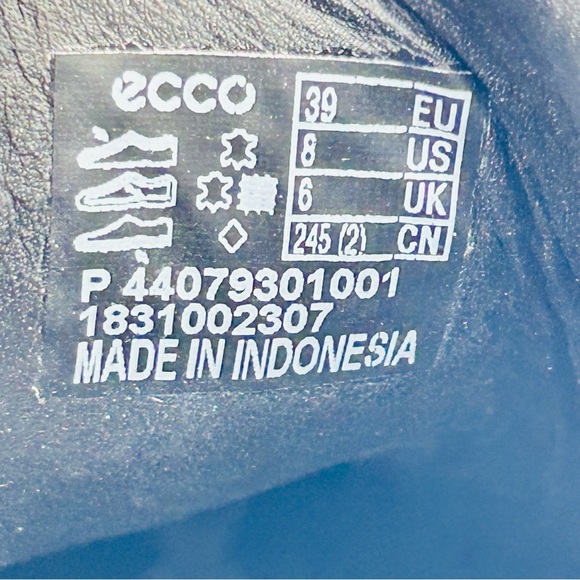 ecco
39 EU
8 US
6 UK
245 (2) CN
P 44079301001
1831002307
MADE IN INDONESIA